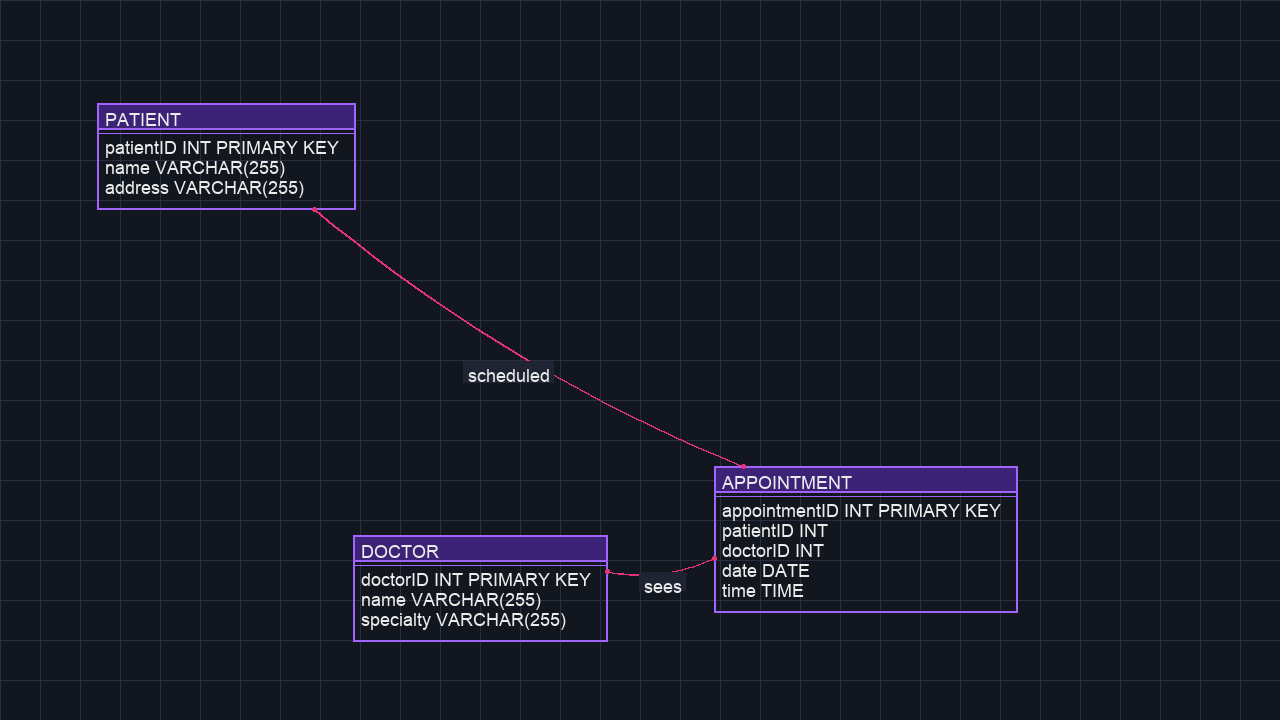 PATIENT
patientID INT PRIMARY KEY
name VARCHAR(255)
address VARCHAR(255)
scheduled
APPOINTMENT
appointmentID INT PRIMARY KEY
patientID INT
doctorID INT
date DATE
time TIME
DOCTOR
doctorID INT PRIMARY KEY
name VARCHAR(255)
specialty VARCHAR(255)
sees